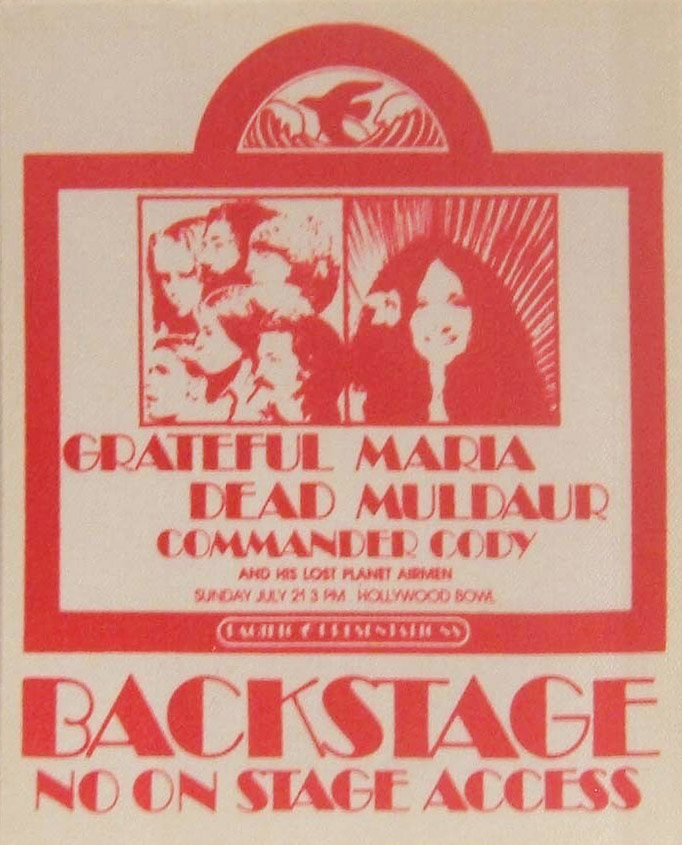 GRATEFUL MARIA
DEAD MULDAUR
COMMANDER CODY
AND HIS LOST PLANET AIRMEN
SUNDAY JULY 21 3 PM HOLLYWOOD BOWL
PACIFIC PRESENTATIONS
BACKSTAGE
NO ON STAGE ACCESS